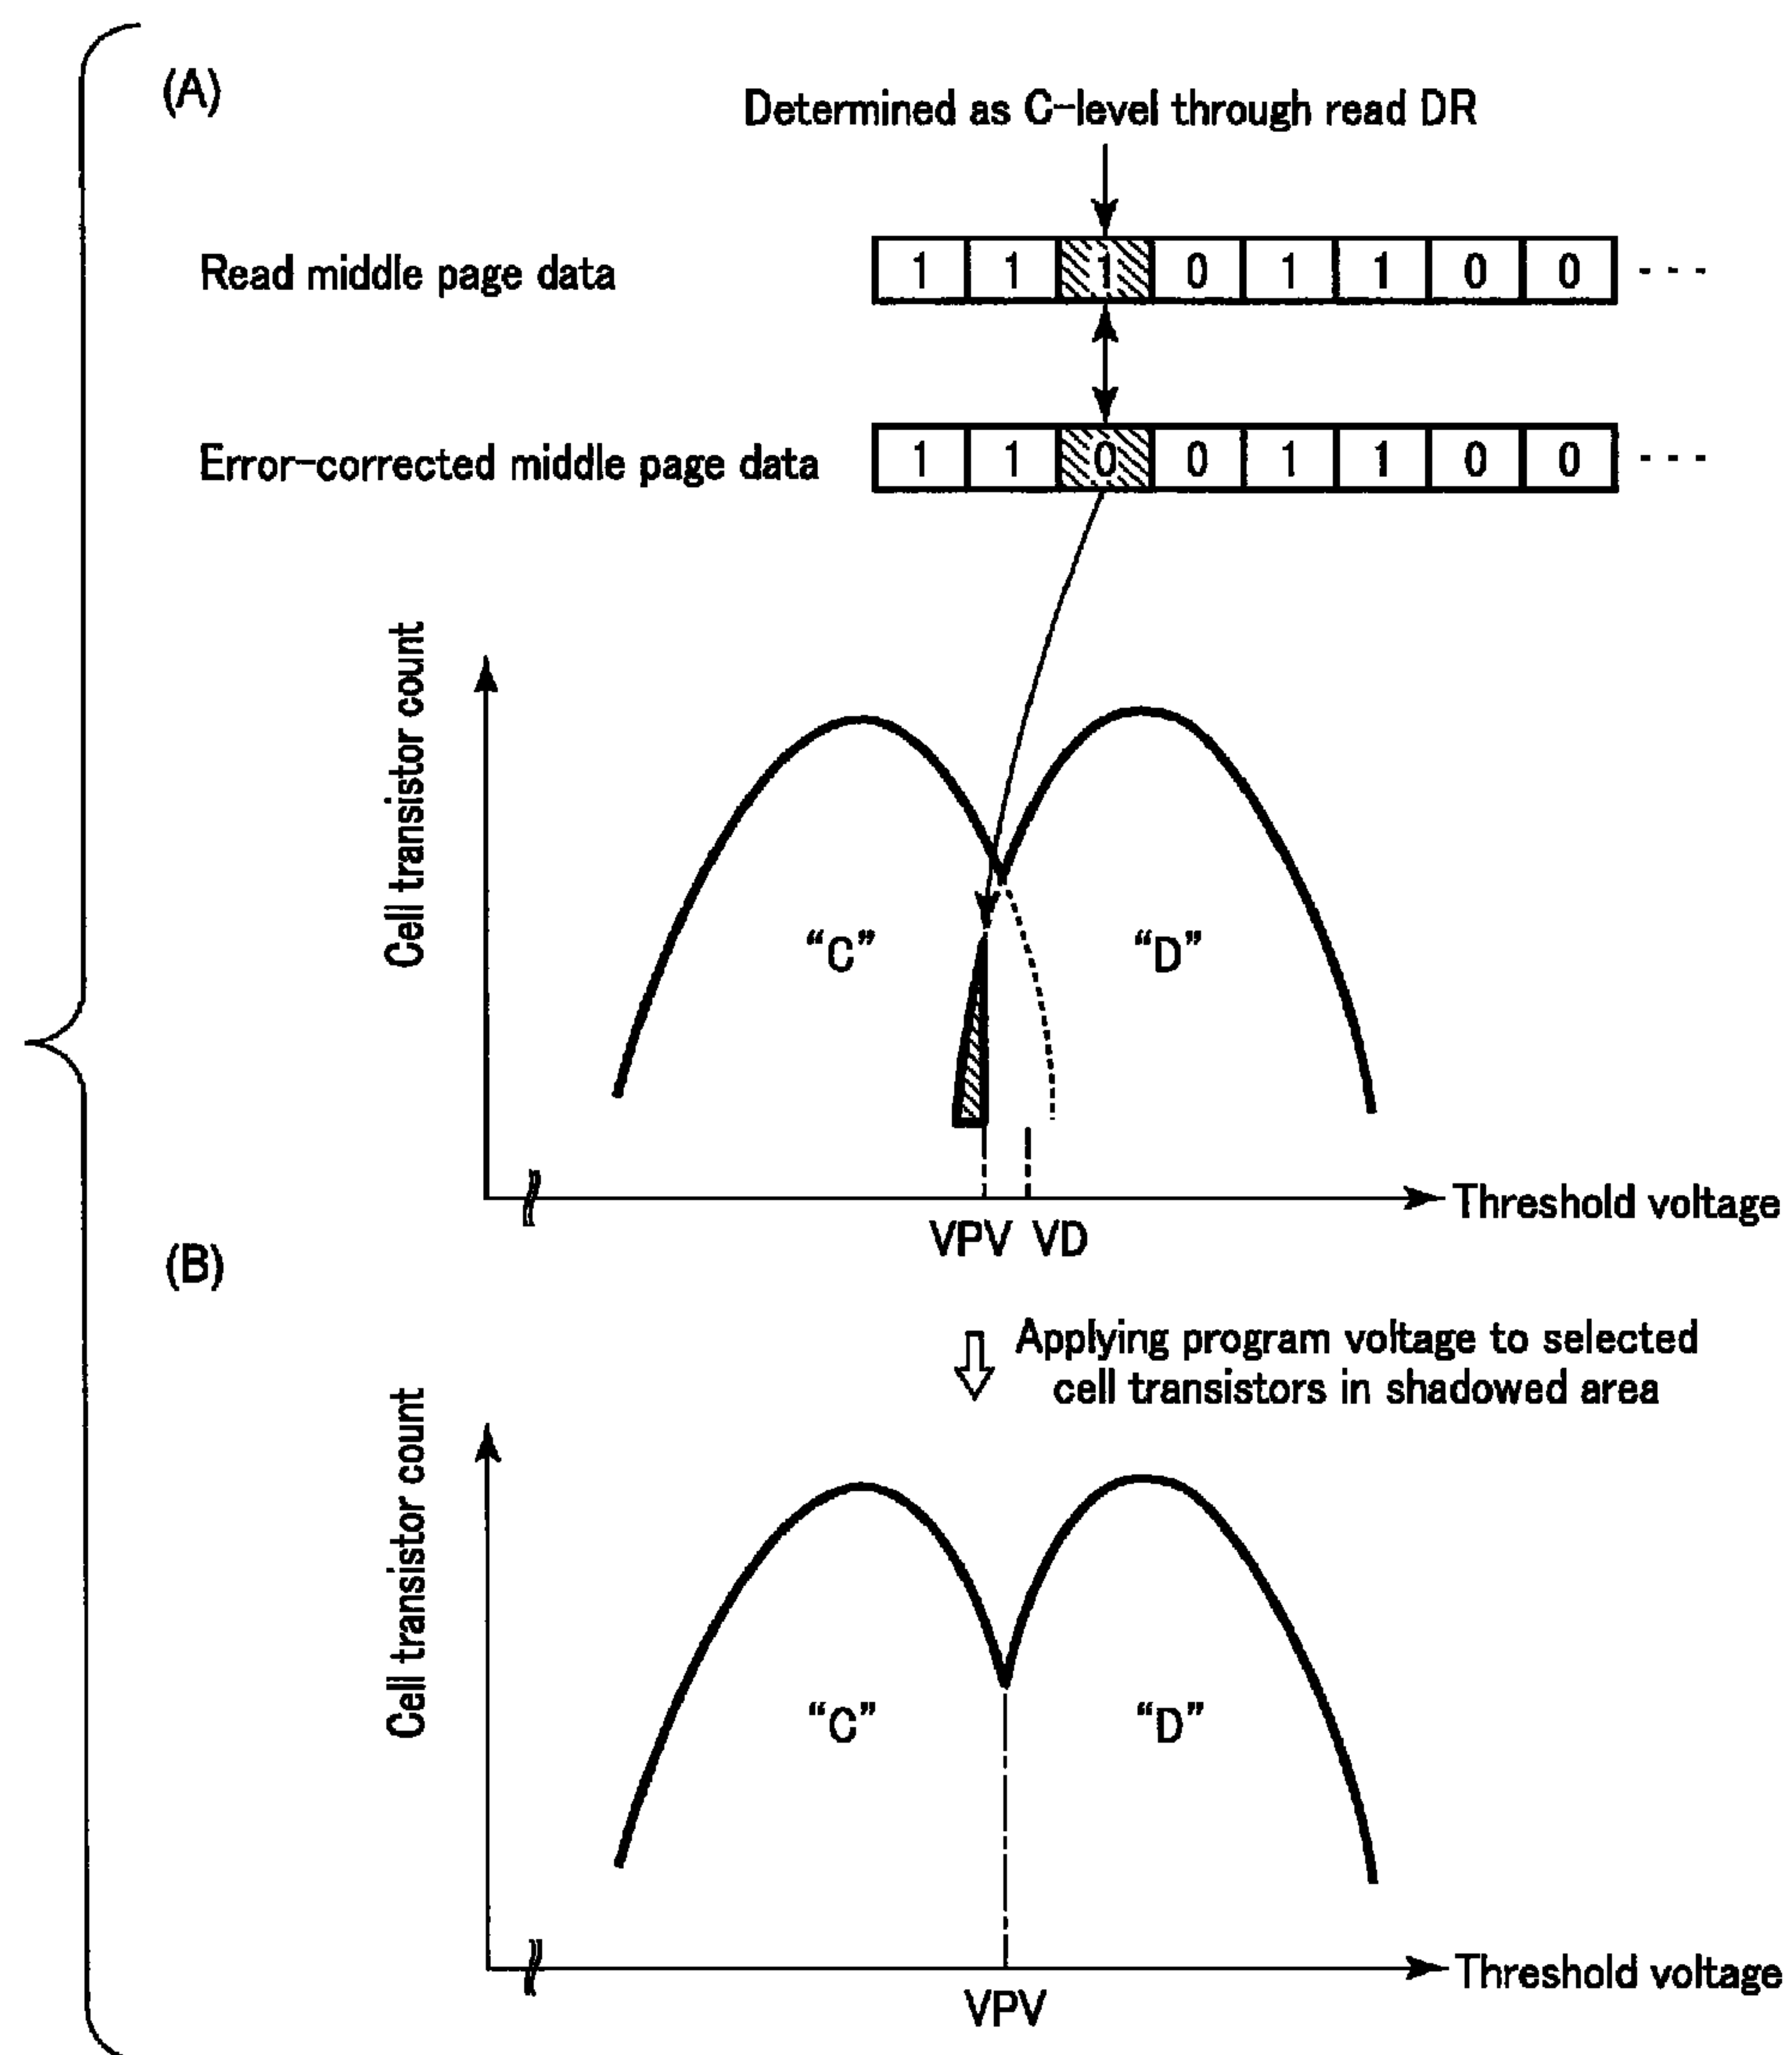 (A)
Determined as C-level through read DR
Read middle page data
1 1 1 0 1 1 0 0 ---
Error-corrected middle page data
1 1 0 0 1 1 0 0 ---
Cell transistor count
“C” “D”
Threshold voltage
VPV VD
(B)
Applying program voltage to selected
cell transistors in shadowed area
Cell transistor count
“C” “D”
Threshold voltage
VPV